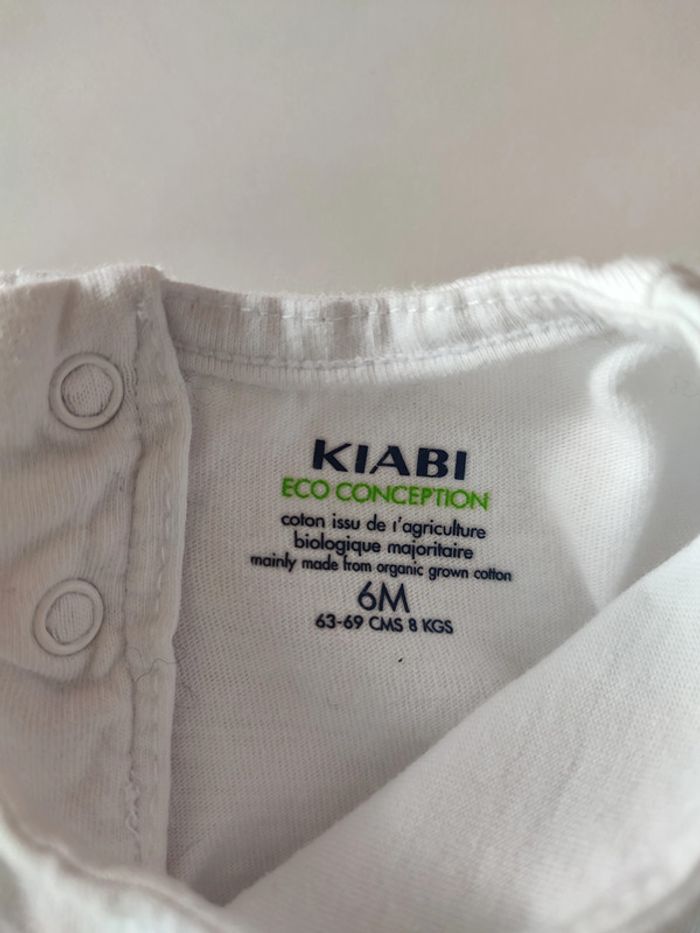 KIABI
ECO CONCEPTION
coton issu de l'agriculture
biologique majoritaire
mainly made from organic grown cotton
6M
63-69 CMS 8 KGS